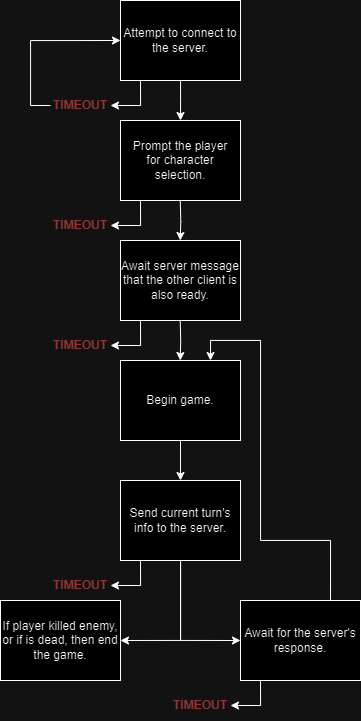 Attempt to connect to
the server.
TIMEOUT
Prompt the player
for character
selection.
TIMEOUT
Await server message
that the other client is
also ready.
TIMEOUT
Begin game.
Send current turn's
info to the server.
TIMEOUT
If player killed enemy,
or if is dead, then end
the game.
Await for the server's
response.
TIMEOUT